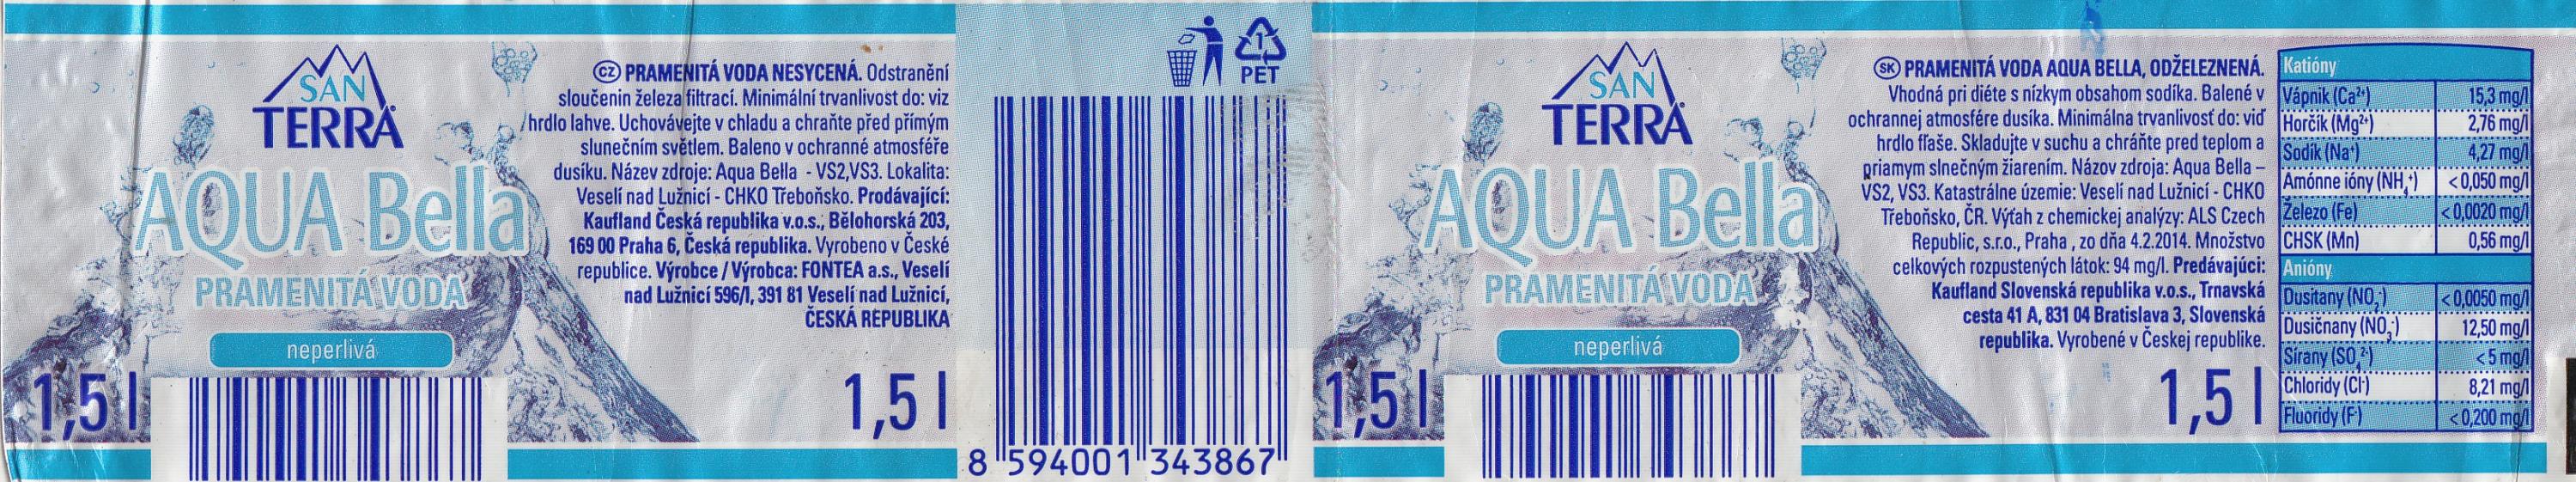 SAN
TERRA
AQUA Bella
PRAMENITÁ VODA
neperlivá
1,5 l
CZ PRAMENITÁ VODA NESYCENÁ. Odstranění
sloučenin železa filtrací. Minimální trvanlivost do: viz
hrdlo lahve. Uchovávejte v chladu a chraňte před přímým
slunečním světlem. Baleno v ochranné atmosféře
dusíku. Název zdroje: Aqua Bella - VS2,VS3. Lokalita:
Veselí nad Lužnicí - CHKO Třeboňsko. Prodávající:
Kaufland Česká republika v.o.s., Bělohorská 203,
169 00 Praha 6, Česká republika. Vyrobeno v České
republice. Výrobce / Výrobca: FONTEA a.s., Veselí
nad Lužnicí 596/I, 391 81 Veselí nad Lužnicí,
ČESKÁ REPUBLIKA
1,5 l
1
PET
8 594001 343867
SAN
TERRA
AQUA Bella
PRAMENITÁ VODA
neperlivá
1,5 l
SK PRAMENITÁ VODA AQUA BELLA, ODŽELEZNENÁ.
Vhodná pri diéte s nízkym obsahom sodíka. Balené v
ochrannej atmosfére dusíka. Minimálna trvanlivosť do: viď
hrdlo fľaše. Skladujte v suchu a chráňte pred teplom a
priamym slnečným žiarením. Názov zdroja: Aqua Bella –
VS2, VS3. Katastrálne územie: Veselí nad Lužnicí - CHKO
Třeboňsko, ČR. Výťah z chemickej analýzy: ALS Czech
Republic, s.r.o., Praha , zo dňa 4.2.2014. Množstvo
celkových rozpustených látok: 94 mg/l. Predávajúci:
Kaufland Slovenská republika v.o.s., Trnavská
cesta 41 A, 831 04 Bratislava 3, Slovenská
republika. Vyrobené v Českej republike.
1,5 l
Katióny
Vápnik (Ca²⁺) 15,3 mg/l
Horčík (Mg²⁺) 2,76 mg/l
Sodík (Na⁺) 4,27 mg/l
Amónne ióny (NH₄⁺) <0,050 mg/l
Železo (Fe) <0,0020 mg/l
CHSK (Mn) 0,56 mg/l
Anióny
Dusitany (NO₂⁻) <0,0050 mg/l
Dusičnany (NO₃⁻) 12,50 mg/l
Sírany (SO₄²⁻) <5 mg/l
Chloridy (Cl⁻) 8,21 mg/l
Fluoridy (F⁻) <0,200 mg/l